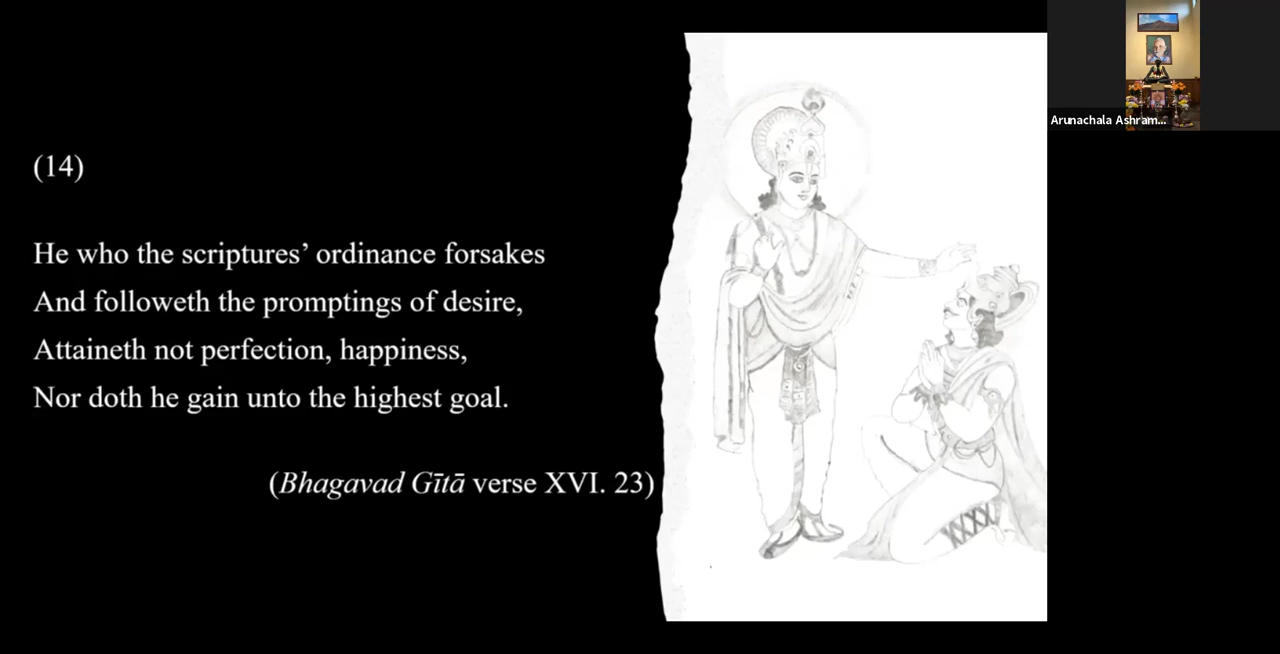 (14)
He who the scriptures’ ordinance forsakes
And followeth the promptings of desire,
Attaineth not perfection, happiness,
Nor doth he gain unto the highest goal.
(Bhagavad Gītā verse XVI. 23)
Arunachala Ashram...